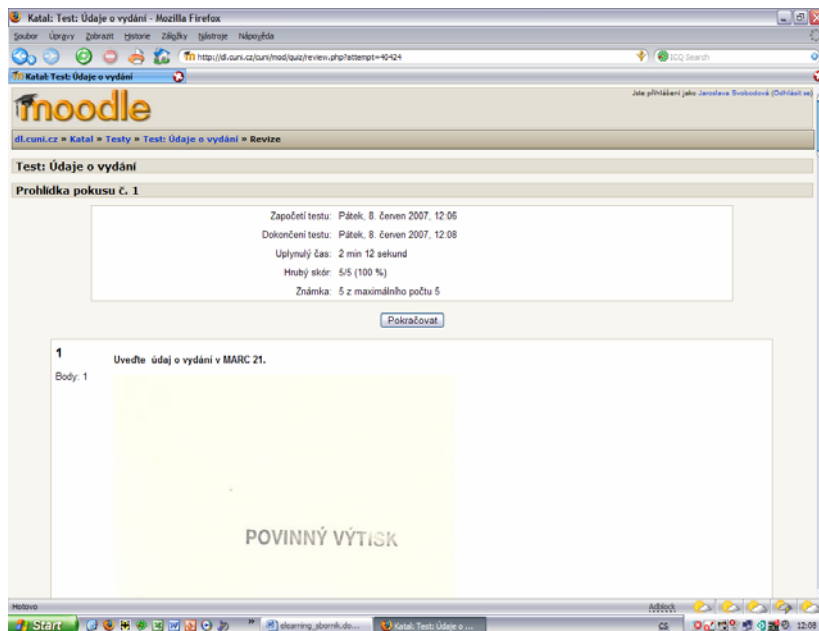 Katal: Test: Údaje o vydání - Mozilla Firefox
Soubor Úpravy Zobrazit Historie Záložky Nástroje Nápověda
http://dl.cuni.cz/cuni/mod/quiz/review.php?attempt=40424 ICQ Search
Katal: Test: Údaje o vydání
moodle
Jste přihlášeni jako Jaroslava Svobodová (Odhlásit se)
dl.cuni.cz » Katal » Testy » Test: Údaje o vydání » Revize
Test: Údaje o vydání
Prohlídka pokusu č. 1
Započetí testu: Pátek, 8. červen 2007, 12:06
Dokončení testu: Pátek, 8. červen 2007, 12:08
Uplynulý čas: 2 min 12 sekund
Hrubý skór: 5/5 (100 %)
Známka: 5 z maximálního počtu 5
Pokračovat
1
Uveďte údaj o vydání v MARC 21.
Body: 1
POVINNÝ VÝTISK
Hotovo Adblock
Start elearning_sbornik.do... Katal: Test: Údaje o ... CS 12:08